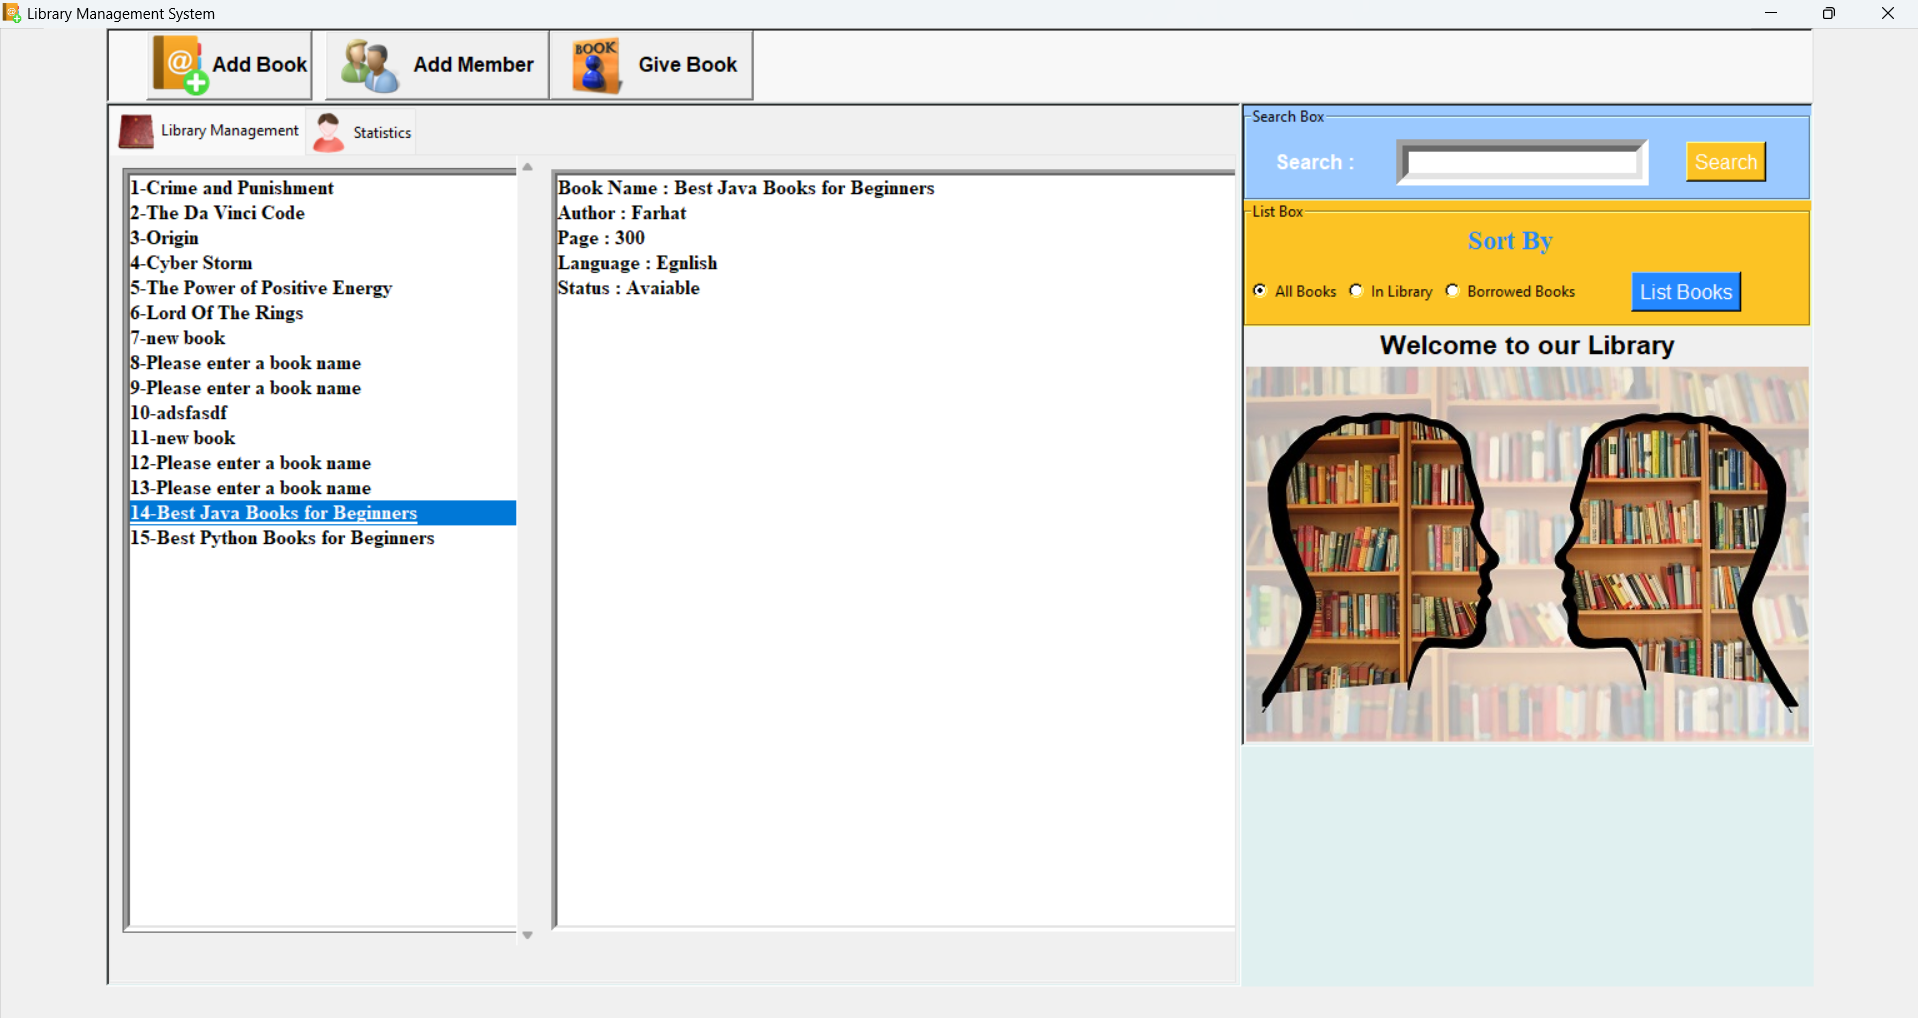 Library Management System
Add Book
Add Member
BOOK
Give Book
Library Management
Statistics
1-Crime and Punishment
2-The Da Vinci Code
3-Origin
4-Cyber Storm
5-The Power of Positive Energy
6-Lord Of The Rings
7-new book
8-Please enter a book name
9-Please enter a book name
10-adsfasdf
11-new book
12-Please enter a book name
13-Please enter a book name
14-Best Java Books for Beginners
15-Best Python Books for Beginners
Book Name : Best Java Books for Beginners
Author : Farhat
Page : 300
Language : Egnlish
Status : Avaiable
Search Box
Search :
Search
List Box
Sort By
All Books
In Library
Borrowed Books
List Books
Welcome to our Library